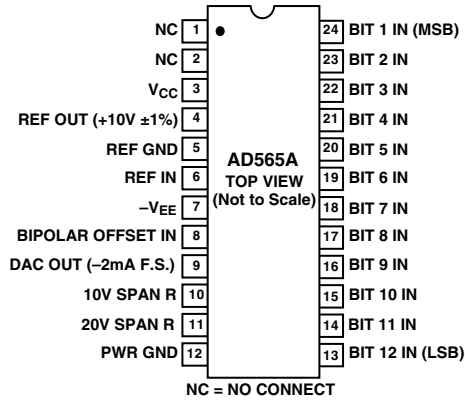 NC 1
NC 2
VCC 3
REF OUT (+10V ±1%) 4
REF GND 5
REF IN 6
–VEE 7
BIPOLAR OFFSET IN 8
DAC OUT (–2mA F.S.) 9
10V SPAN R 10
20V SPAN R 11
PWR GND 12
AD565A
TOP VIEW
(Not to Scale)
24 BIT 1 IN (MSB)
23 BIT 2 IN
22 BIT 3 IN
21 BIT 4 IN
20 BIT 5 IN
19 BIT 6 IN
18 BIT 7 IN
17 BIT 8 IN
16 BIT 9 IN
15 BIT 10 IN
14 BIT 11 IN
13 BIT 12 IN (LSB)
NC = NO CONNECT